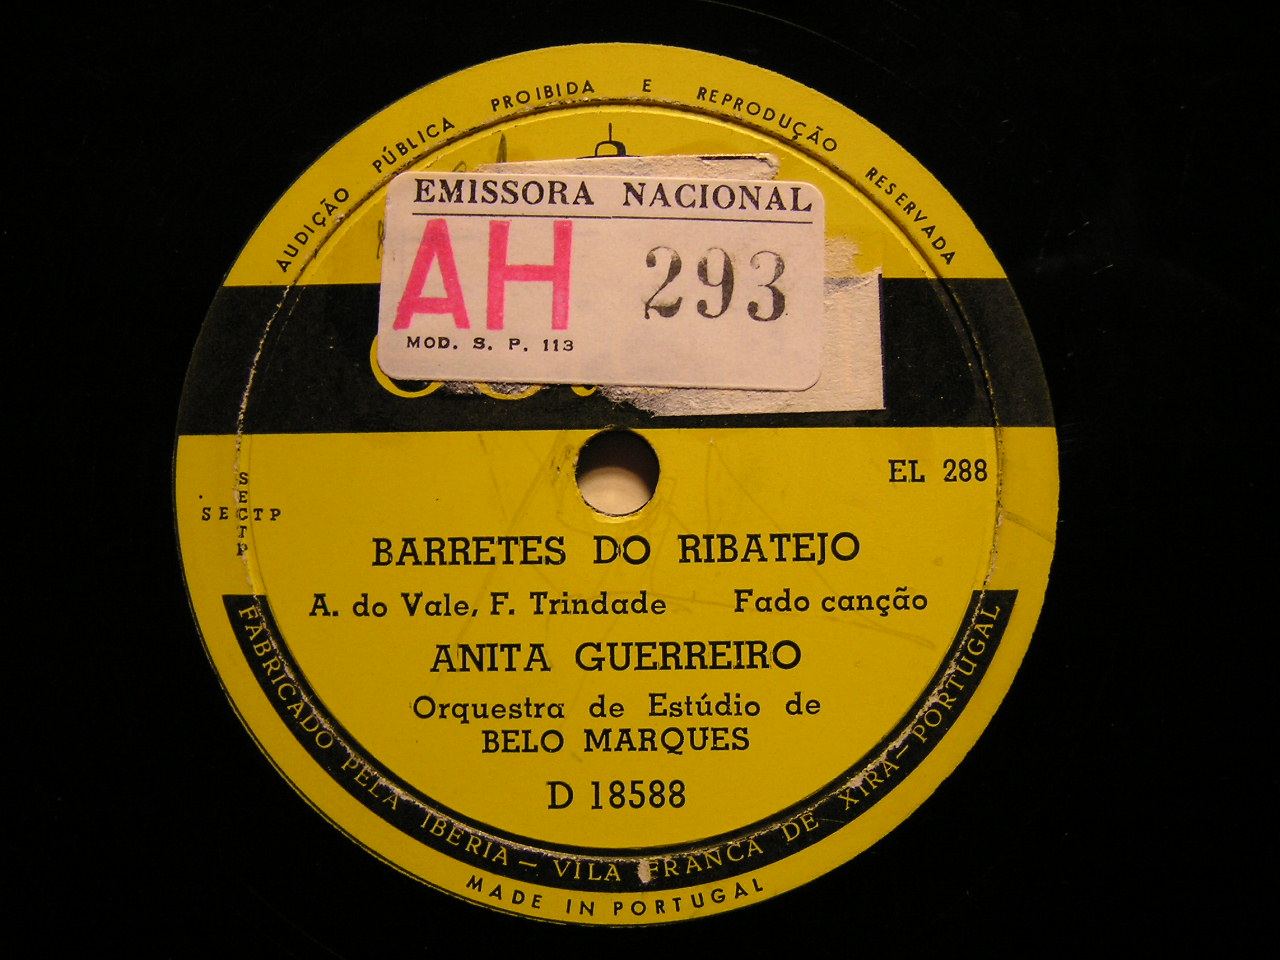 AUDIÇÃO PÚBLICA PROIBIDA E REPRODUÇÃO RESERVADA
EMISSORA NACIONAL
AH 293
MOD. S. P. 113
EL 288
SECTP
SECTP
BARRETES DO RIBATEJO
A. do Vale, F. Trindade Fado canção
ANITA GUERREIRO
Orquestra de Estúdio de
BELO MARQUES
D 18588
FABRICADO PELA IBERIA — VILA FRANCA DE XIRA — PORTUGAL
MADE IN PORTUGAL